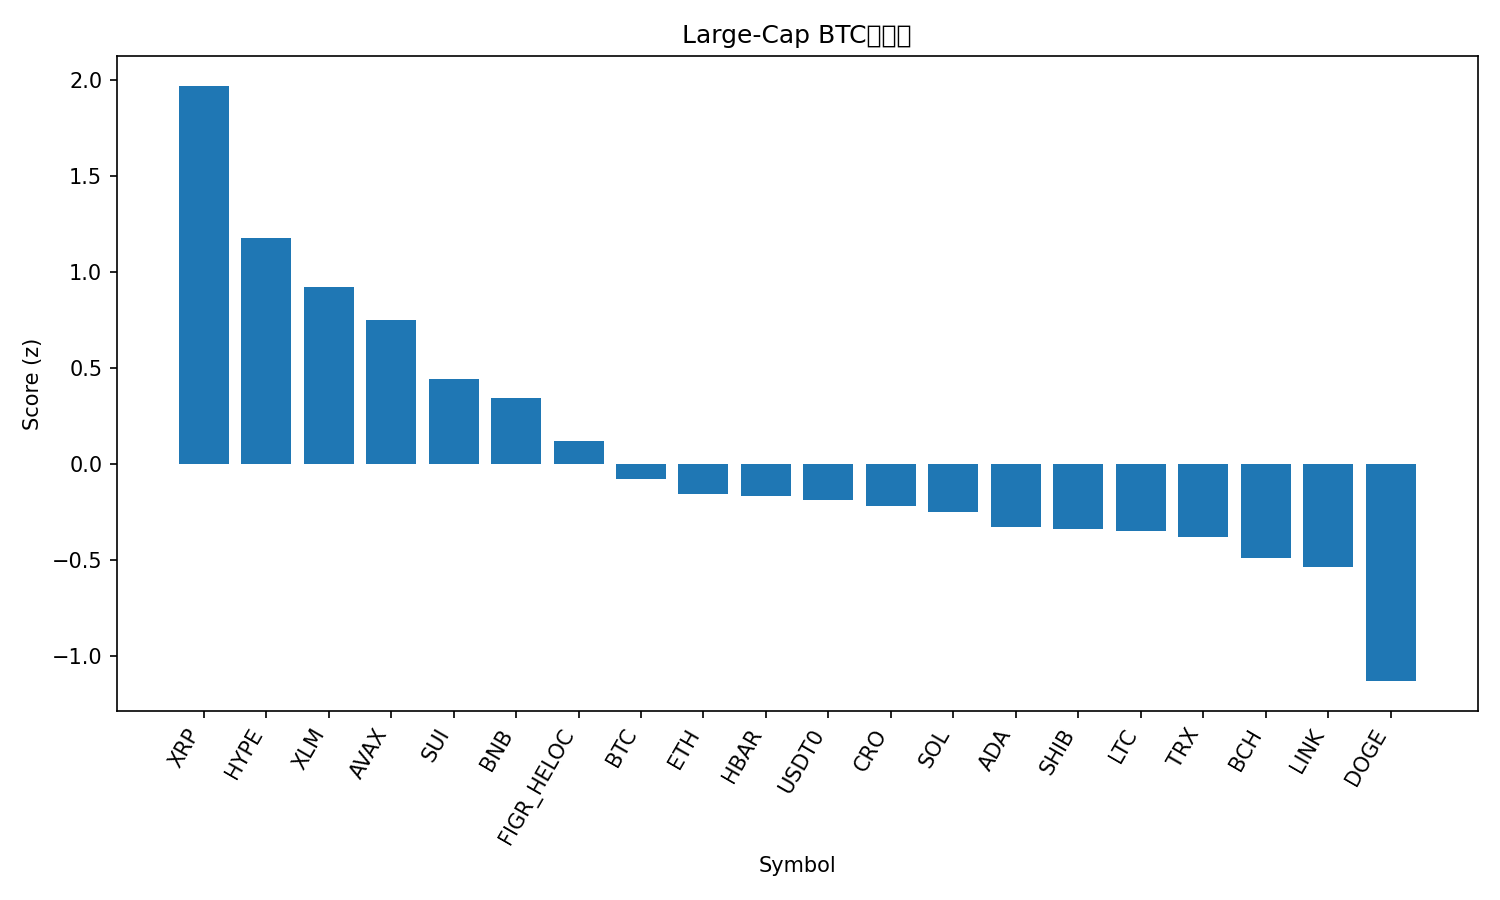 Large-Cap BTC
2.0
1.5
1.0
0.5
0.0
−0.5
−1.0
Score (z)
XRP
HYPE
XLM
AVAX
SUI
BNB
FIGR_HELOC
BTC
ETH
HBAR
USDT0
CRO
SOL
ADA
SHIB
LTC
TRX
BCH
LINK
DOGE
Symbol